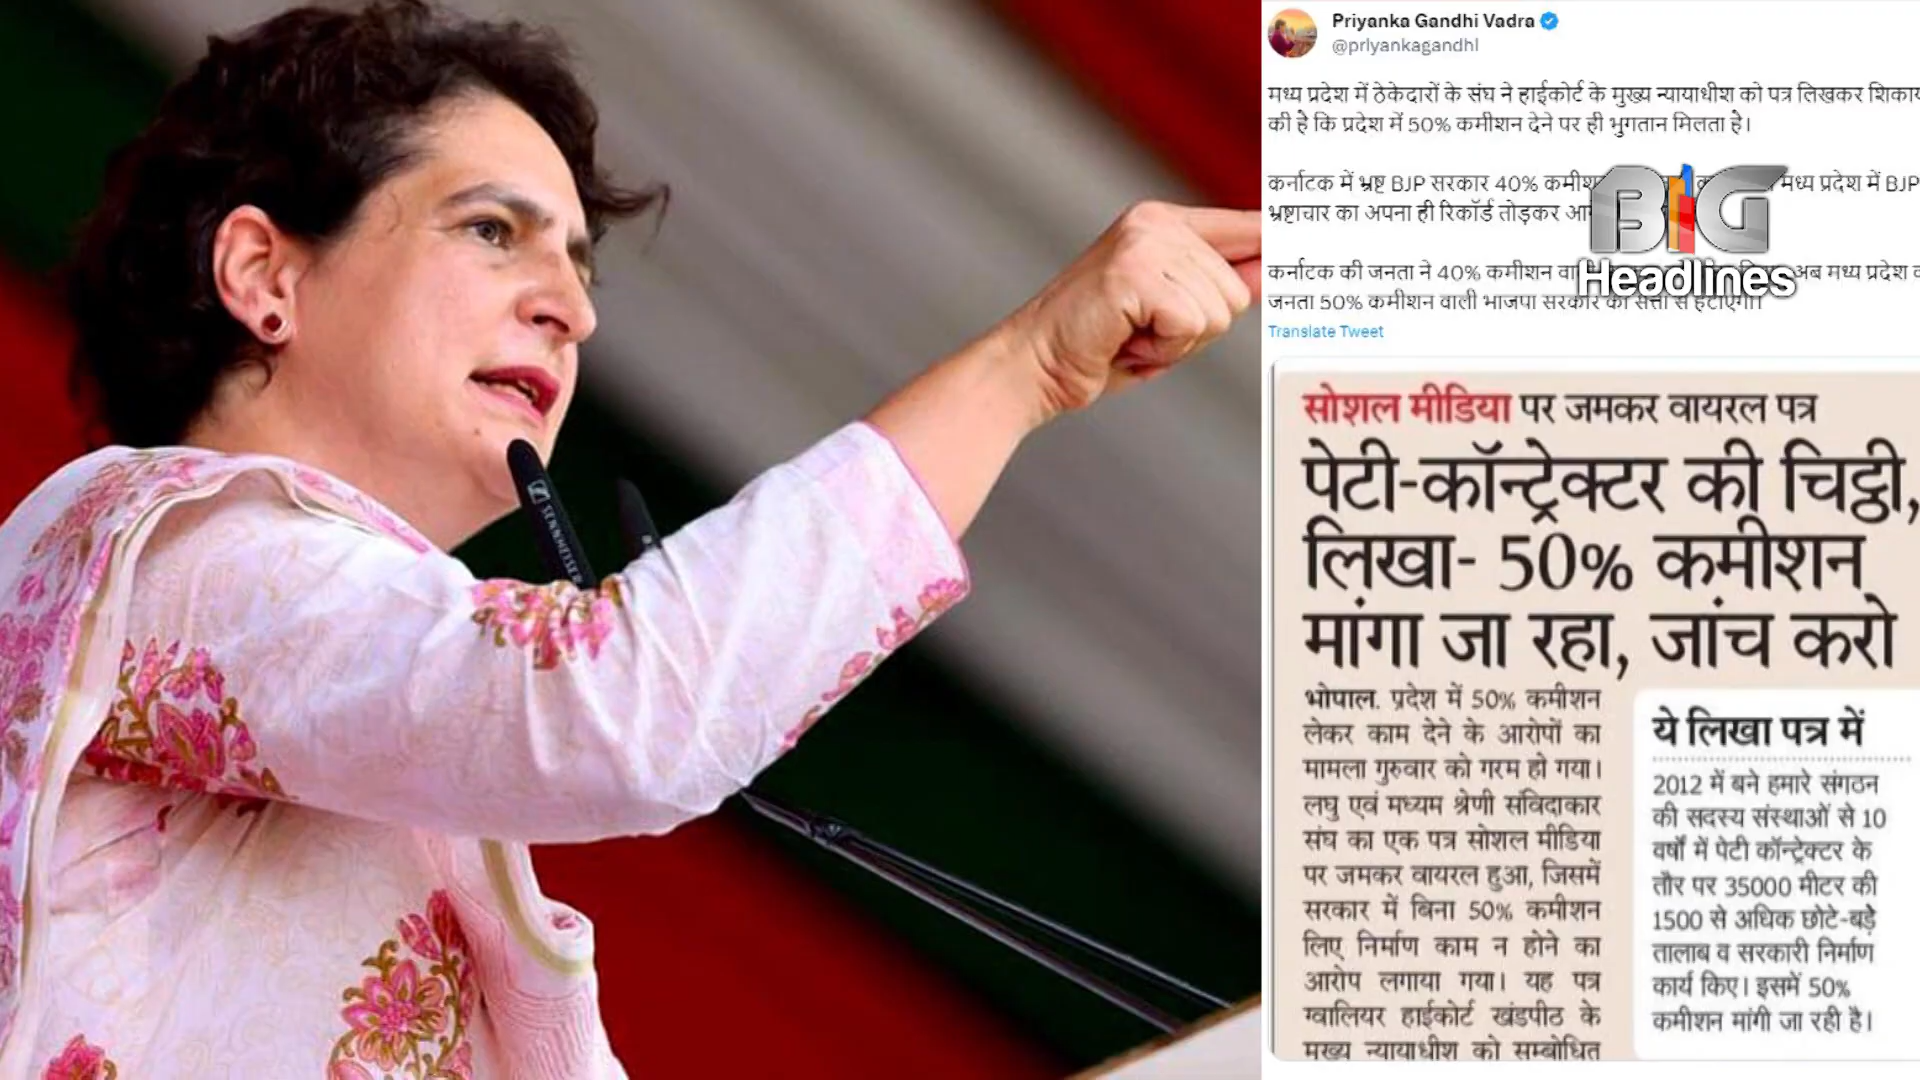 Priyanka Gandhi Vadra
@priyankagandhi
मध्य प्रदेश में ठेकेदारों के संघ ने हाईकोर्ट के मुख्य न्यायाधीश को पत्र लिखकर
की है कि प्रदेश में 50% कमीशन देने पर ही भुगतान मिलता है।
कर्नाटक में भ्रष्ट BJP सरकार 40% मध्य प्रदेश में BJP
भ्रष्टाचार का अपना ही रिकॉर्ड तोड़कर
BIG
Headlines
कर्नाटक की जनता ने 40% कमीशन अब मध्य प्रदेश
जनता 50% कमीशन वाली भाजपा सरकार को सत्ता से हटाएगी।
Translate Tweet
सोशल मीडिया पर जमकर वायरल पत्र
पेटी-कॉन्ट्रेक्टर की चिट्ठी,
लिखा- 50% कमीशन
मांगा जा रहा, जांच करो
भोपाल. प्रदेश में 50% कमीशन
लेकर काम देने के आरोपों का
मामला गुरुवार को गरम हो गया।
लघु एवं मध्यम श्रेणी संविदाकार
संघ का एक पत्र सोशल मीडिया
पर जमकर वायरल हुआ, जिसमें
सरकार में बिना 50% कमीशन
लिए निर्माण काम न होने का
आरोप लगाया गया। यह पत्र
ग्वालियर हाईकोर्ट खंडपीठ के
मुख्य न्यायाधीश को सम्बोधित
ये लिखा पत्र में
2012 में बने हमारे संगठन
की सदस्य संस्थाओं से 10
वर्षों में पेटी कॉन्ट्रेक्टर के
तौर पर 35000 मीटर की
1500 से अधिक छोटे-बड़े
तालाब व सरकारी निर्माण
कार्य किए। इसमें 50%
कमीशन मांगी जा रही है।
SENNHEISER